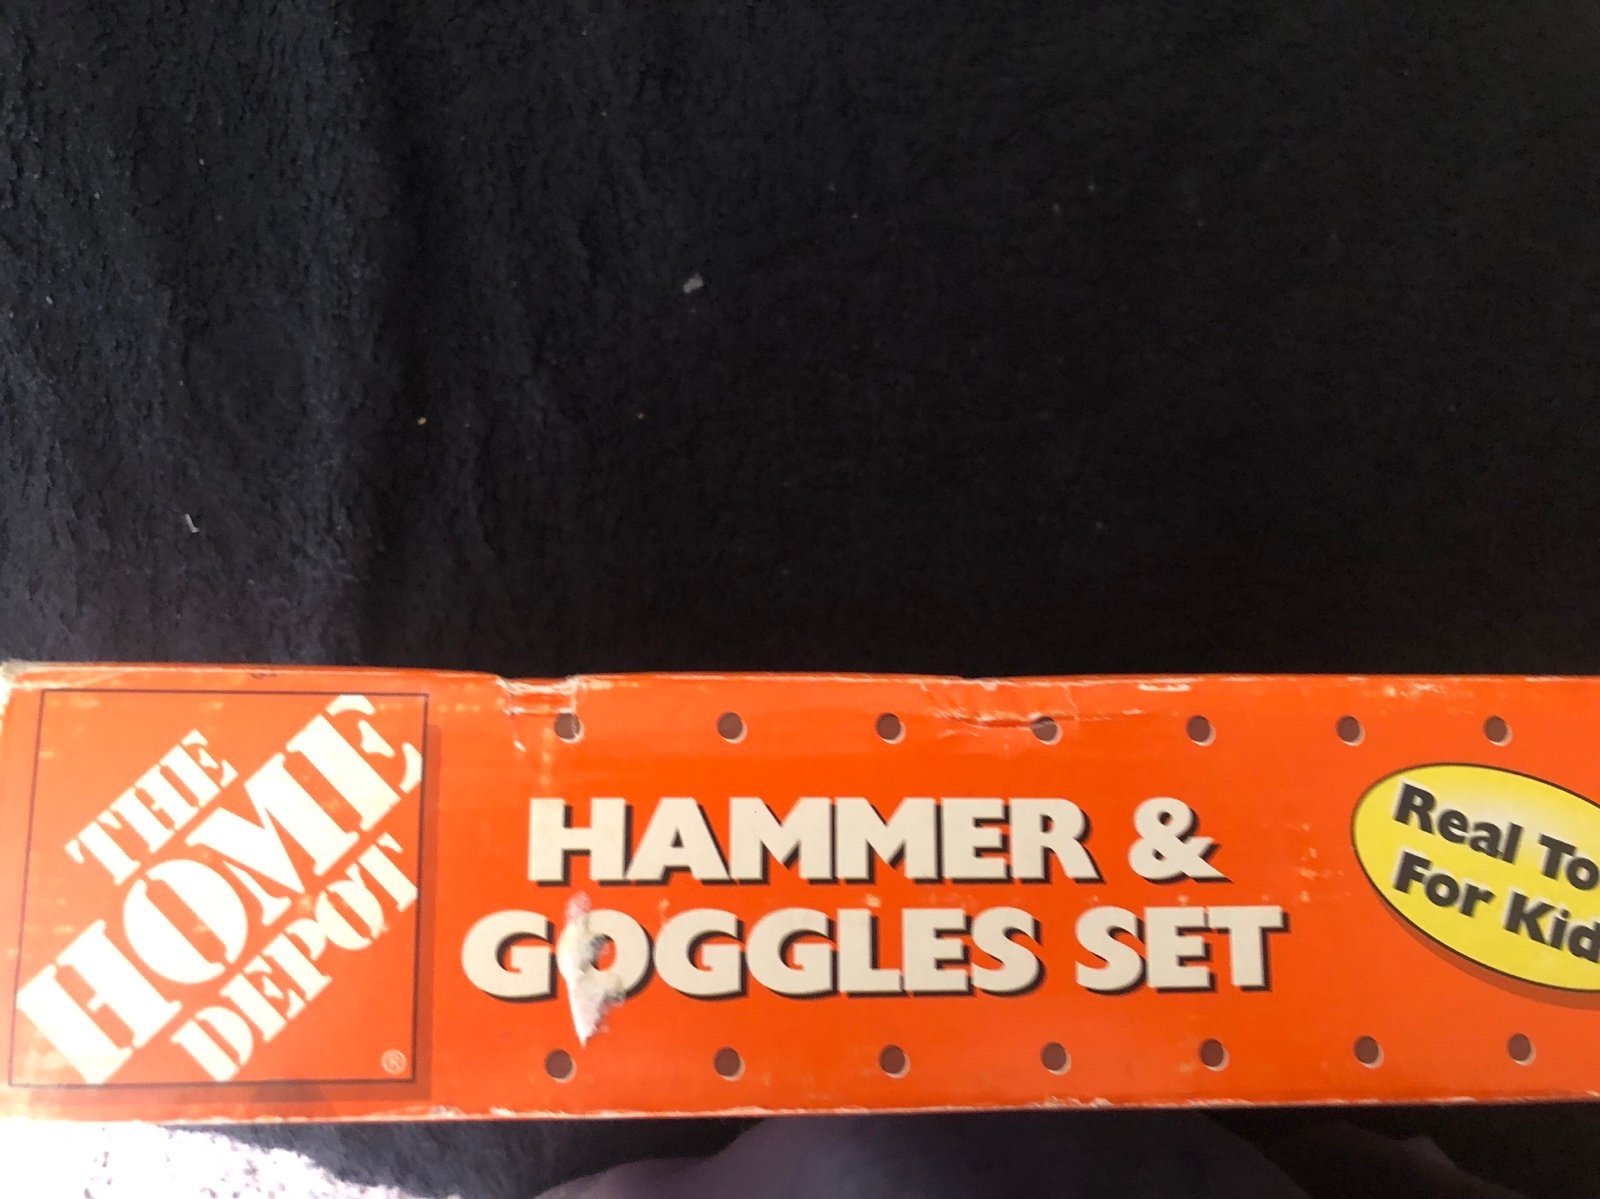 THE
HOME
DEPOT
®
HAMMER &
GOGGLES SET
Real To
For Kid